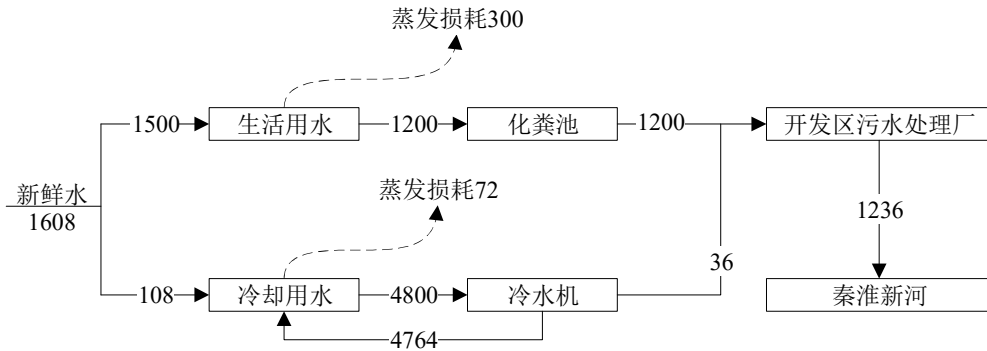 蒸发损耗300
1500
生活用水
1200
化粪池
1200
开发区污水处理厂
新鲜水
1608
蒸发损耗72
1236
36
108
冷却用水
4800
冷水机
秦淮新河
4764